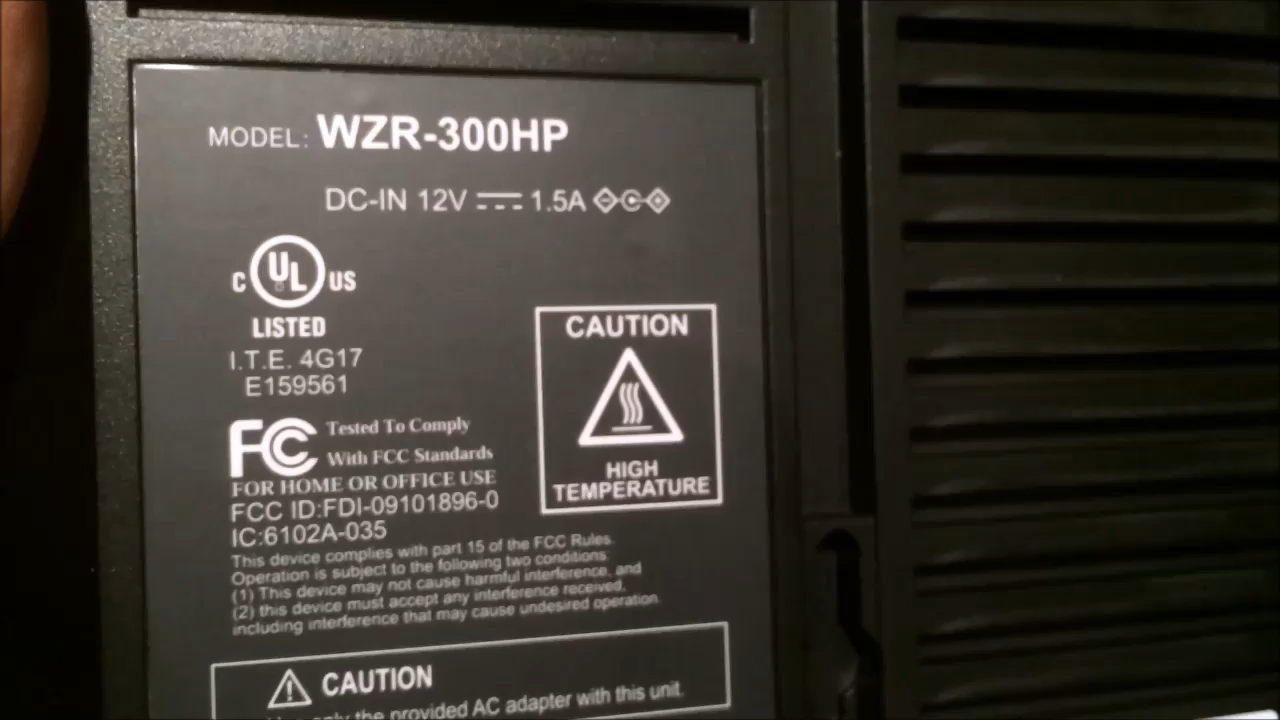 MODEL: WZR-300HP
DC-IN 12V 1.5A
C UL US
LISTED
I.T.E. 4G17
E159561
CAUTION
HIGH
TEMPERATURE
FC Tested To Comply
With FCC Standards
FOR HOME OR OFFICE USE
FCC ID:FDI-09101896-0
IC:6102A-035
This device complies with part 15 of the FCC Rules.
Operation is subject to the following two conditions:
(1) This device may not cause harmful interference, and
(2) this device must accept any interference received,
including interference that may cause undesired operation.
CAUTION
only the provided AC adapter with this unit.